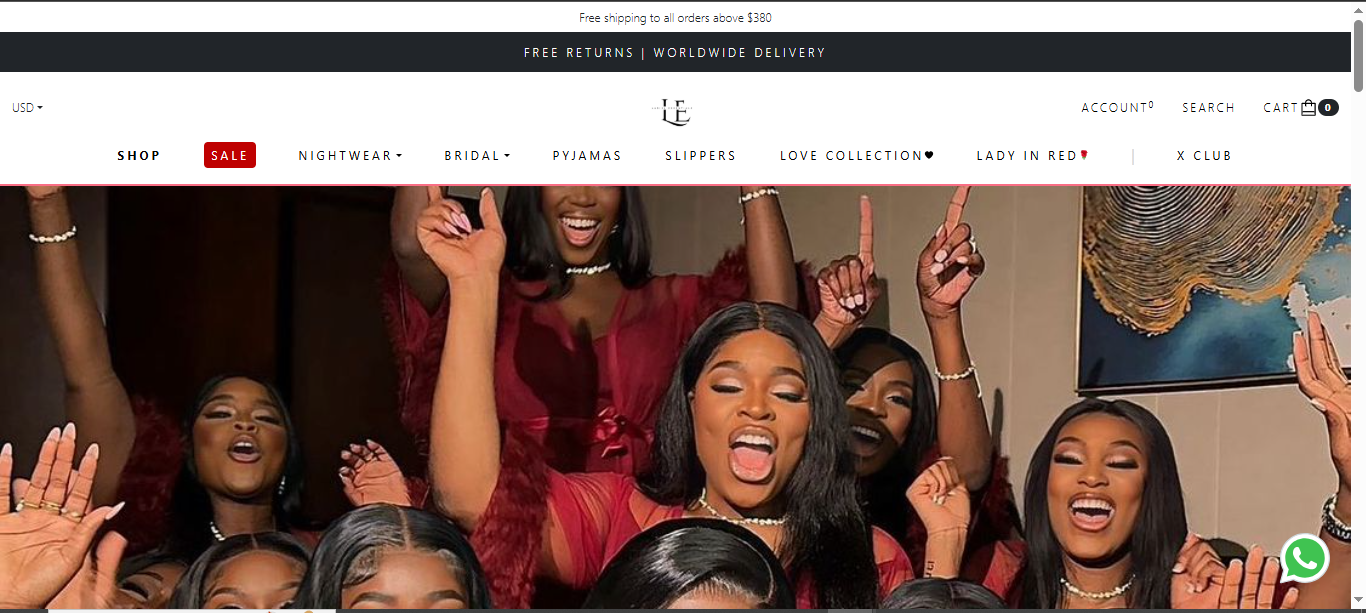 Free shipping to all orders above $380
FREE RETURNS | WORLDWIDE DELIVERY
USD
LE
ACCOUNT0 SEARCH CART 0
SHOP SALE NIGHTWEAR BRIDAL PYJAMAS SLIPPERS LOVE COLLECTION🖤 LADY IN RED🌹 | X CLUB